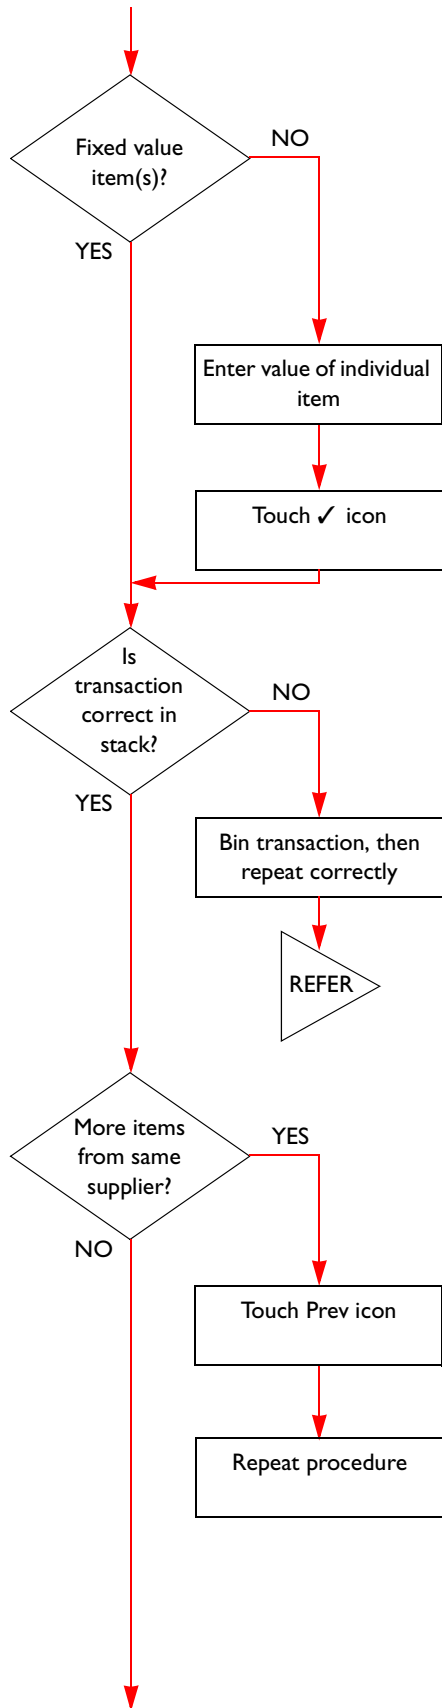 Fixed value
item(s)?
NO
YES
Enter value of individual
item
Touch ✓ icon
Is
transaction
correct in
stack?
NO
YES
Bin transaction, then
repeat correctly
REFER
More items
from same
supplier?
YES
NO
Touch Prev icon
Repeat procedure